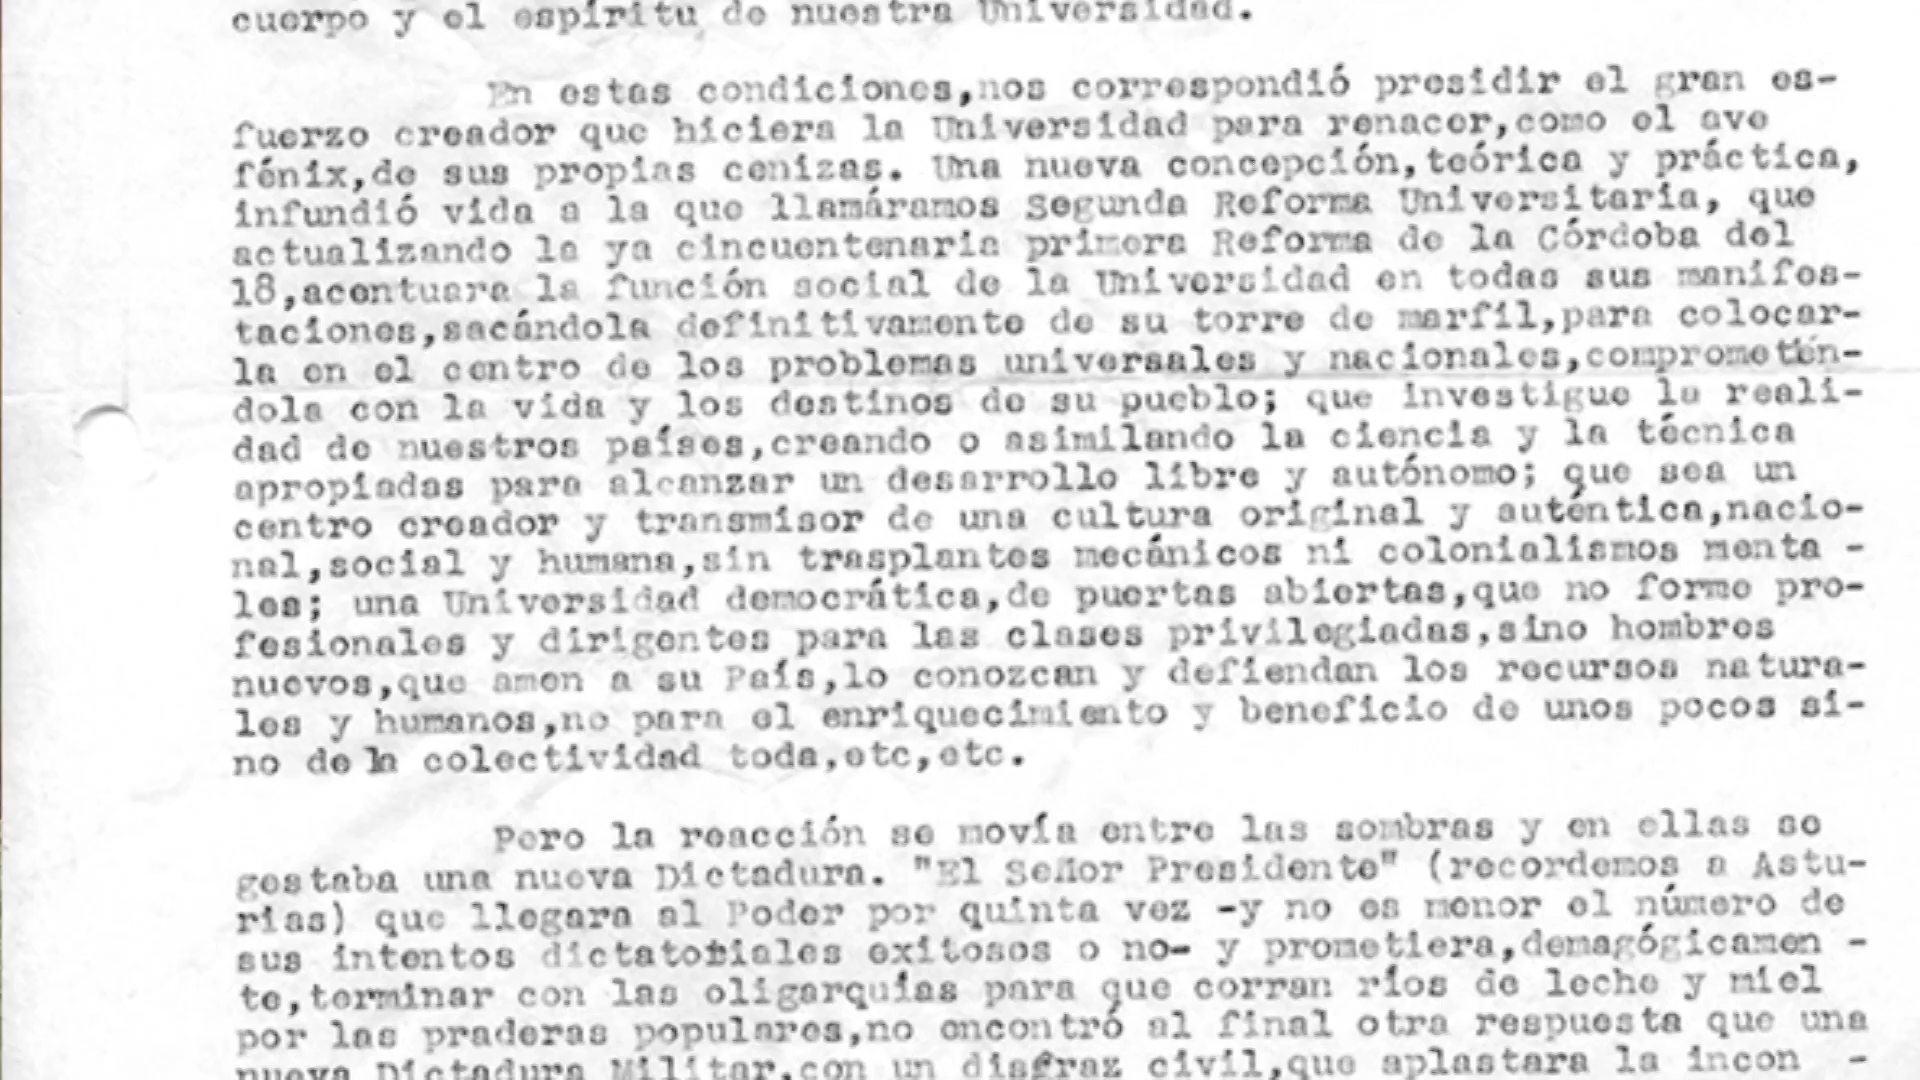 cuerpo y el espíritu de nuestra Universidad.
En estas condiciones,nos correspondió presidir el gran es-
fuerzo creador que hiciera la Universidad para renacer,como el ave
fénix,de sus propias cenizas. Una nueva concepción,teórica y práctica,
infundió vida a la que llamáramos Segunda Reforma Universitaria, que
actualizando la ya cincuentenaria primera Reforma de la Córdoba del
18,acentuara la función social de la Universidad en todas sus manifes-
taciones,sacándola definitivamente de su torre de marfil,para colocar-
la en el centro de los problemas universales y nacionales,comprometén-
dola con la vida y los destinos de su pueblo; que investigue la reali-
dad de nuestros países,creando o asimilando la ciencia y la técnica
apropiadas para alcanzar un desarrollo libre y autónomo; que sea un
centro creador y transmisor de una cultura original y auténtica,nacio-
nal,social y humana,sin trasplantes mecánicos ni colonialismos menta -
les; una Universidad democrática,de puertas abiertas,que no forme pro-
fesionales y dirigentes para las clases privilegiadas,sino hombres
nuevos,que amen a su País,lo conozcan y defiendan los recursos natura-
les y humanos,no para el enriquecimiento y beneficio de unos pocos si-
no de la colectividad toda,etc,etc.
Pero la reacción se movía entre las sombras y en ellas se
gestaba una nueva Dictadura. "El Señor Presidente" (recordemos a Astu-
rias) que llegara al Poder por quinta vez -y no es menor el número de
sus intentos dictatoriales exitosos o no- y prometiera,demagógicamen -
te,terminar con las oligarquías para que corran ríos de leche y miel
por las praderas populares,no encontró al final otra respuesta que una
nueva Dictadura Militar,con un disfraz civil,que aplastara la incon -